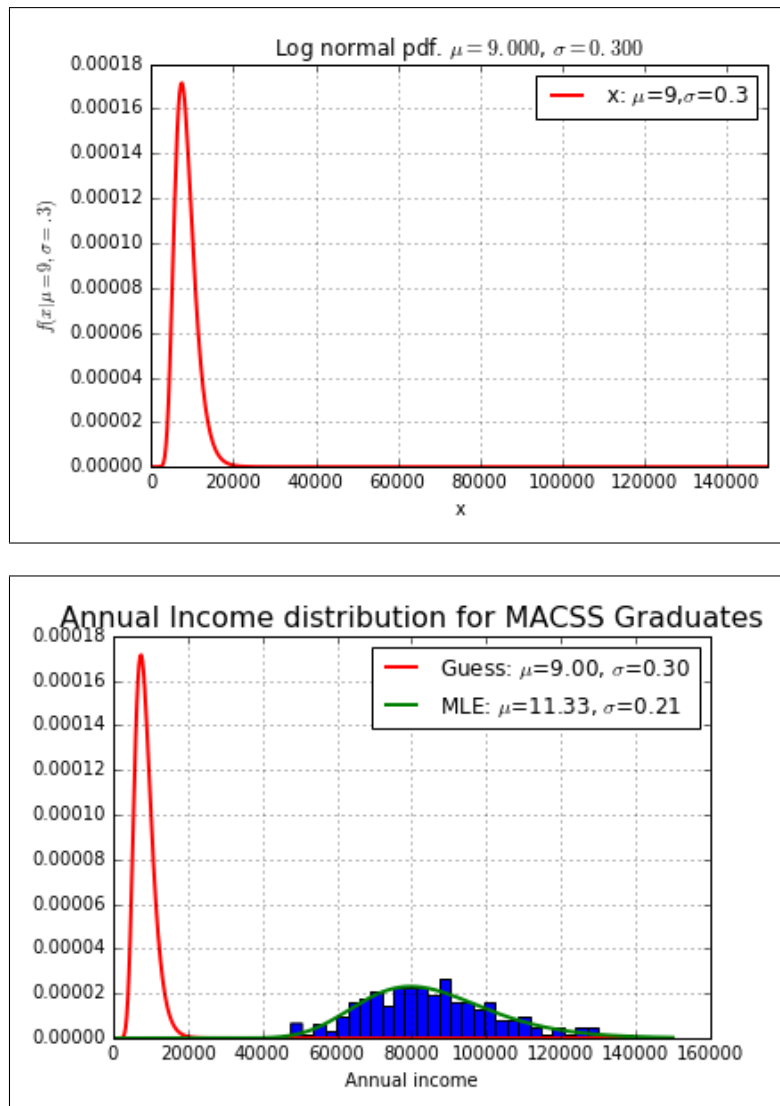 Log normal pdf. μ = 9.000, σ = 0.300
0.00018
0.00016
0.00014
0.00012
0.00010
0.00008
0.00006
0.00004
0.00002
0.00000
f(x|μ = 9, σ = .3)
x: μ=9,σ=0.3
0 20000 40000 60000 80000 100000 120000 140000
x
Annual Income distribution for MACSS Graduates
0.00018
0.00016
0.00014
0.00012
0.00010
0.00008
0.00006
0.00004
0.00002
0.00000
Guess: μ=9.00, σ=0.30
MLE: μ=11.33, σ=0.21
0 20000 40000 60000 80000 100000 120000 140000 160000
Annual income